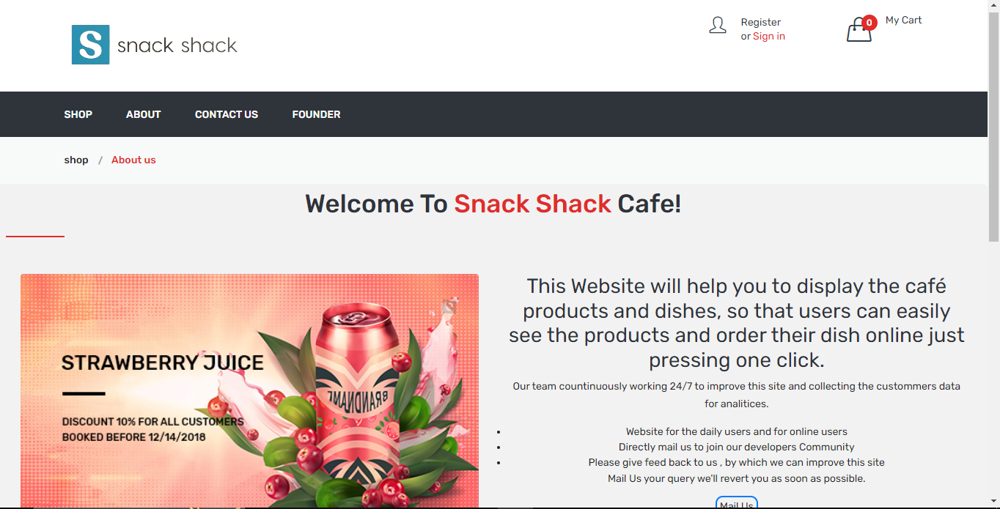 S
snack shack
Register
or Sign in
0
My Cart
SHOP
ABOUT
CONTACT US
FOUNDER
shop / About us
Welcome To Snack Shack Cafe!
STRAWBERRY JUICE
DISCOUNT 10% FOR ALL CUSTOMERS
BOOKED BEFORE 12/14/2018
BRANDNAME
This Website will help you to display the café
products and dishes, so that users can easily
see the products and order their dish online just
pressing one click.
Our team countinuously working 24/7 to improve this site and collecting the custommers data
for analitices.
Website for the daily users and for online users
Directly mail us to join our developers Community
Please give feed back to us , by which we can improve this site
Mail Us your query we'll revert you as soon as possible.
Mail Us